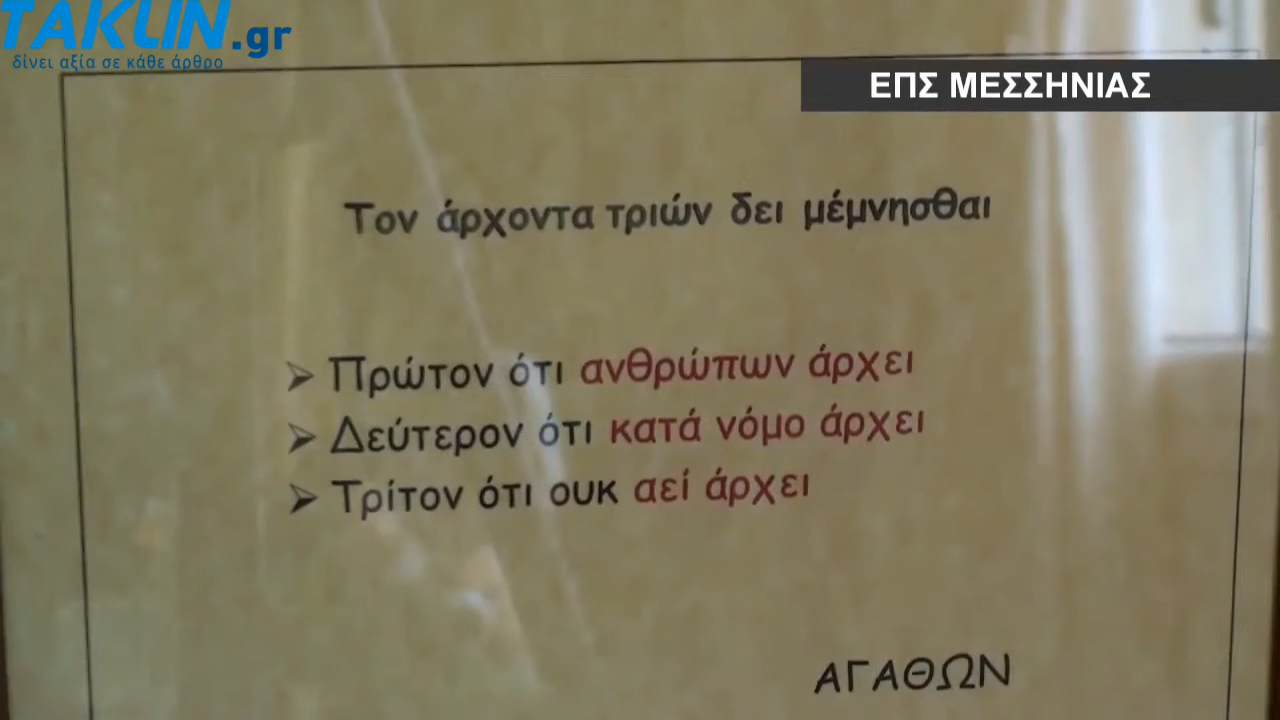 TAKLIN.gr
δίνει αξία σε κάθε άρθρο
ΕΠΣ ΜΕΣΣΗΝΙΑΣ
Τον άρχοντα τριών δει μέμνησθαι
➢ Πρώτον ότι ανθρώπων άρχει
➢ Δεύτερον ότι κατά νόμο άρχει
➢ Τρίτον ότι ουκ αεί άρχει
ΑΓΑΘΩΝ